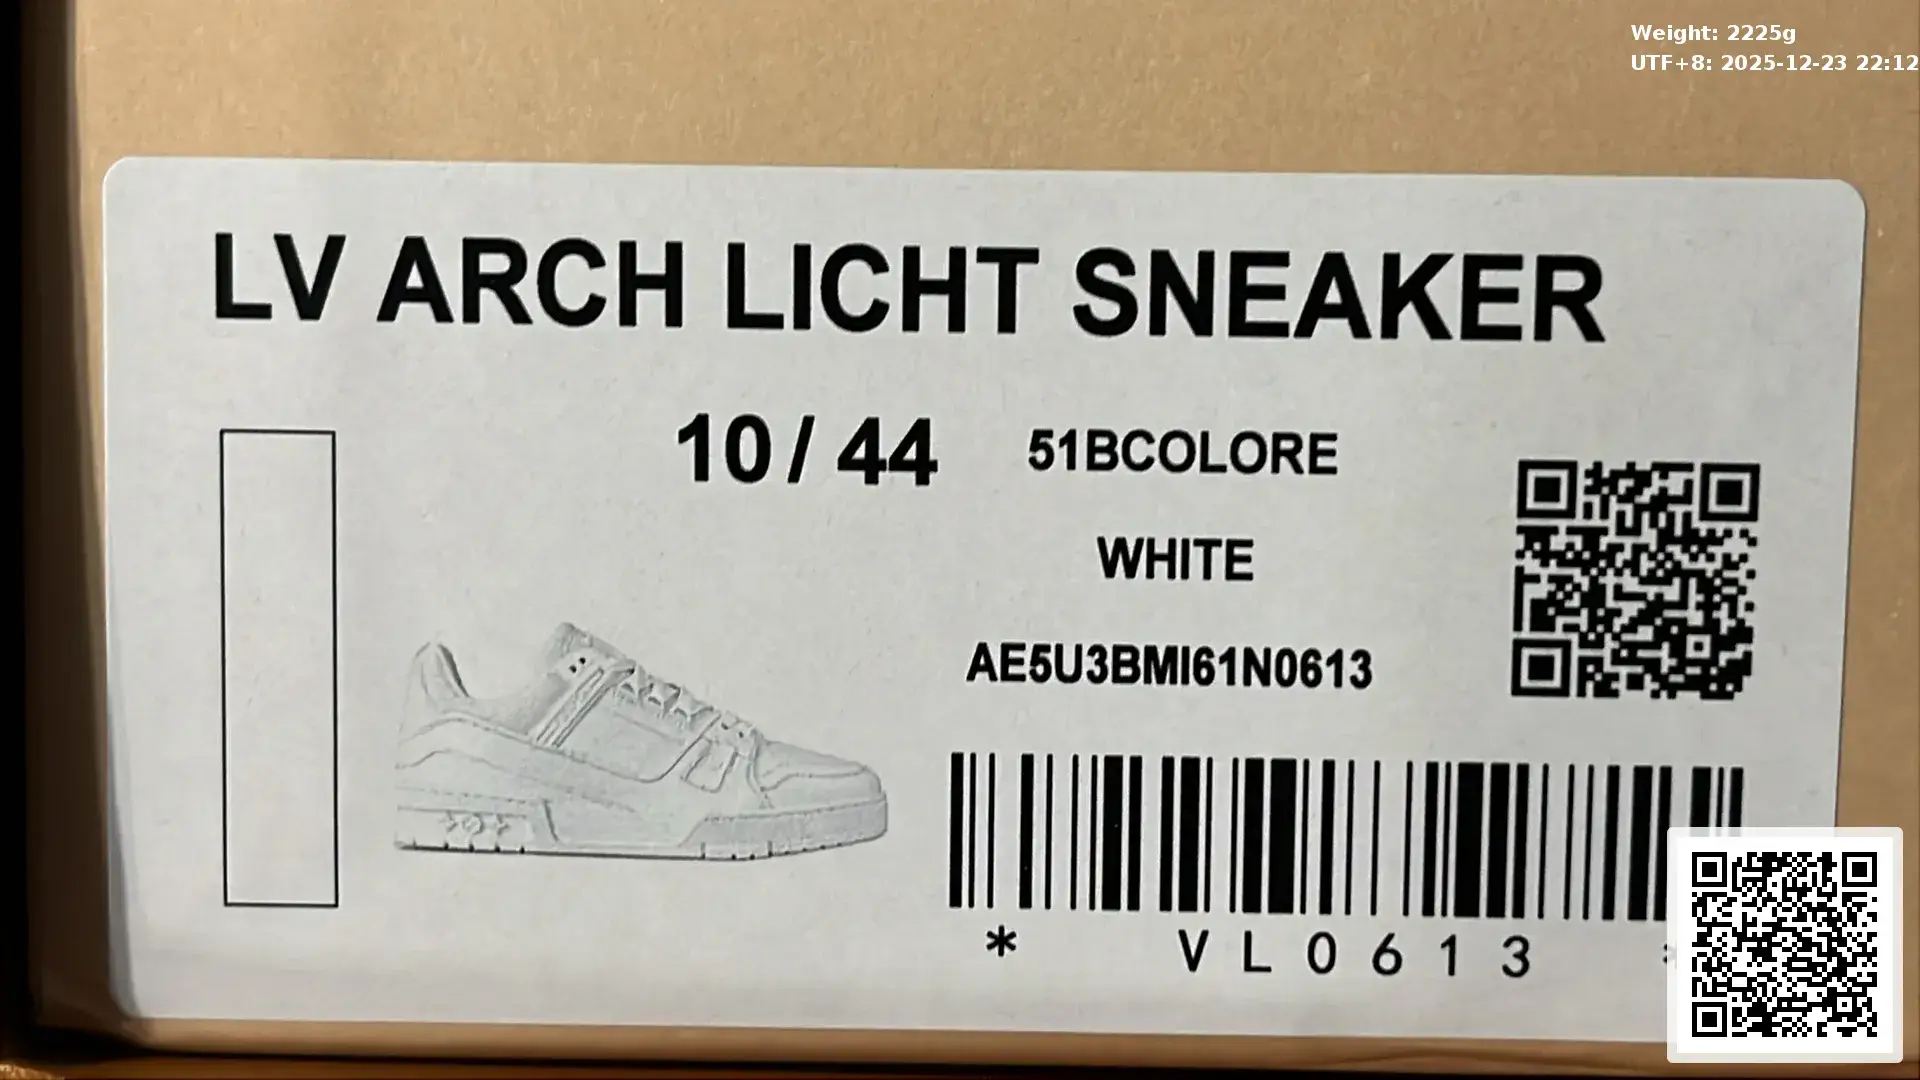 Weight: 2225g
UTF+8: 2025-12-23 22:12
LV ARCH LICHT SNEAKER
10 / 44 51BCOLORE
WHITE
AE5U3BMI61N0613
* VL0613 *